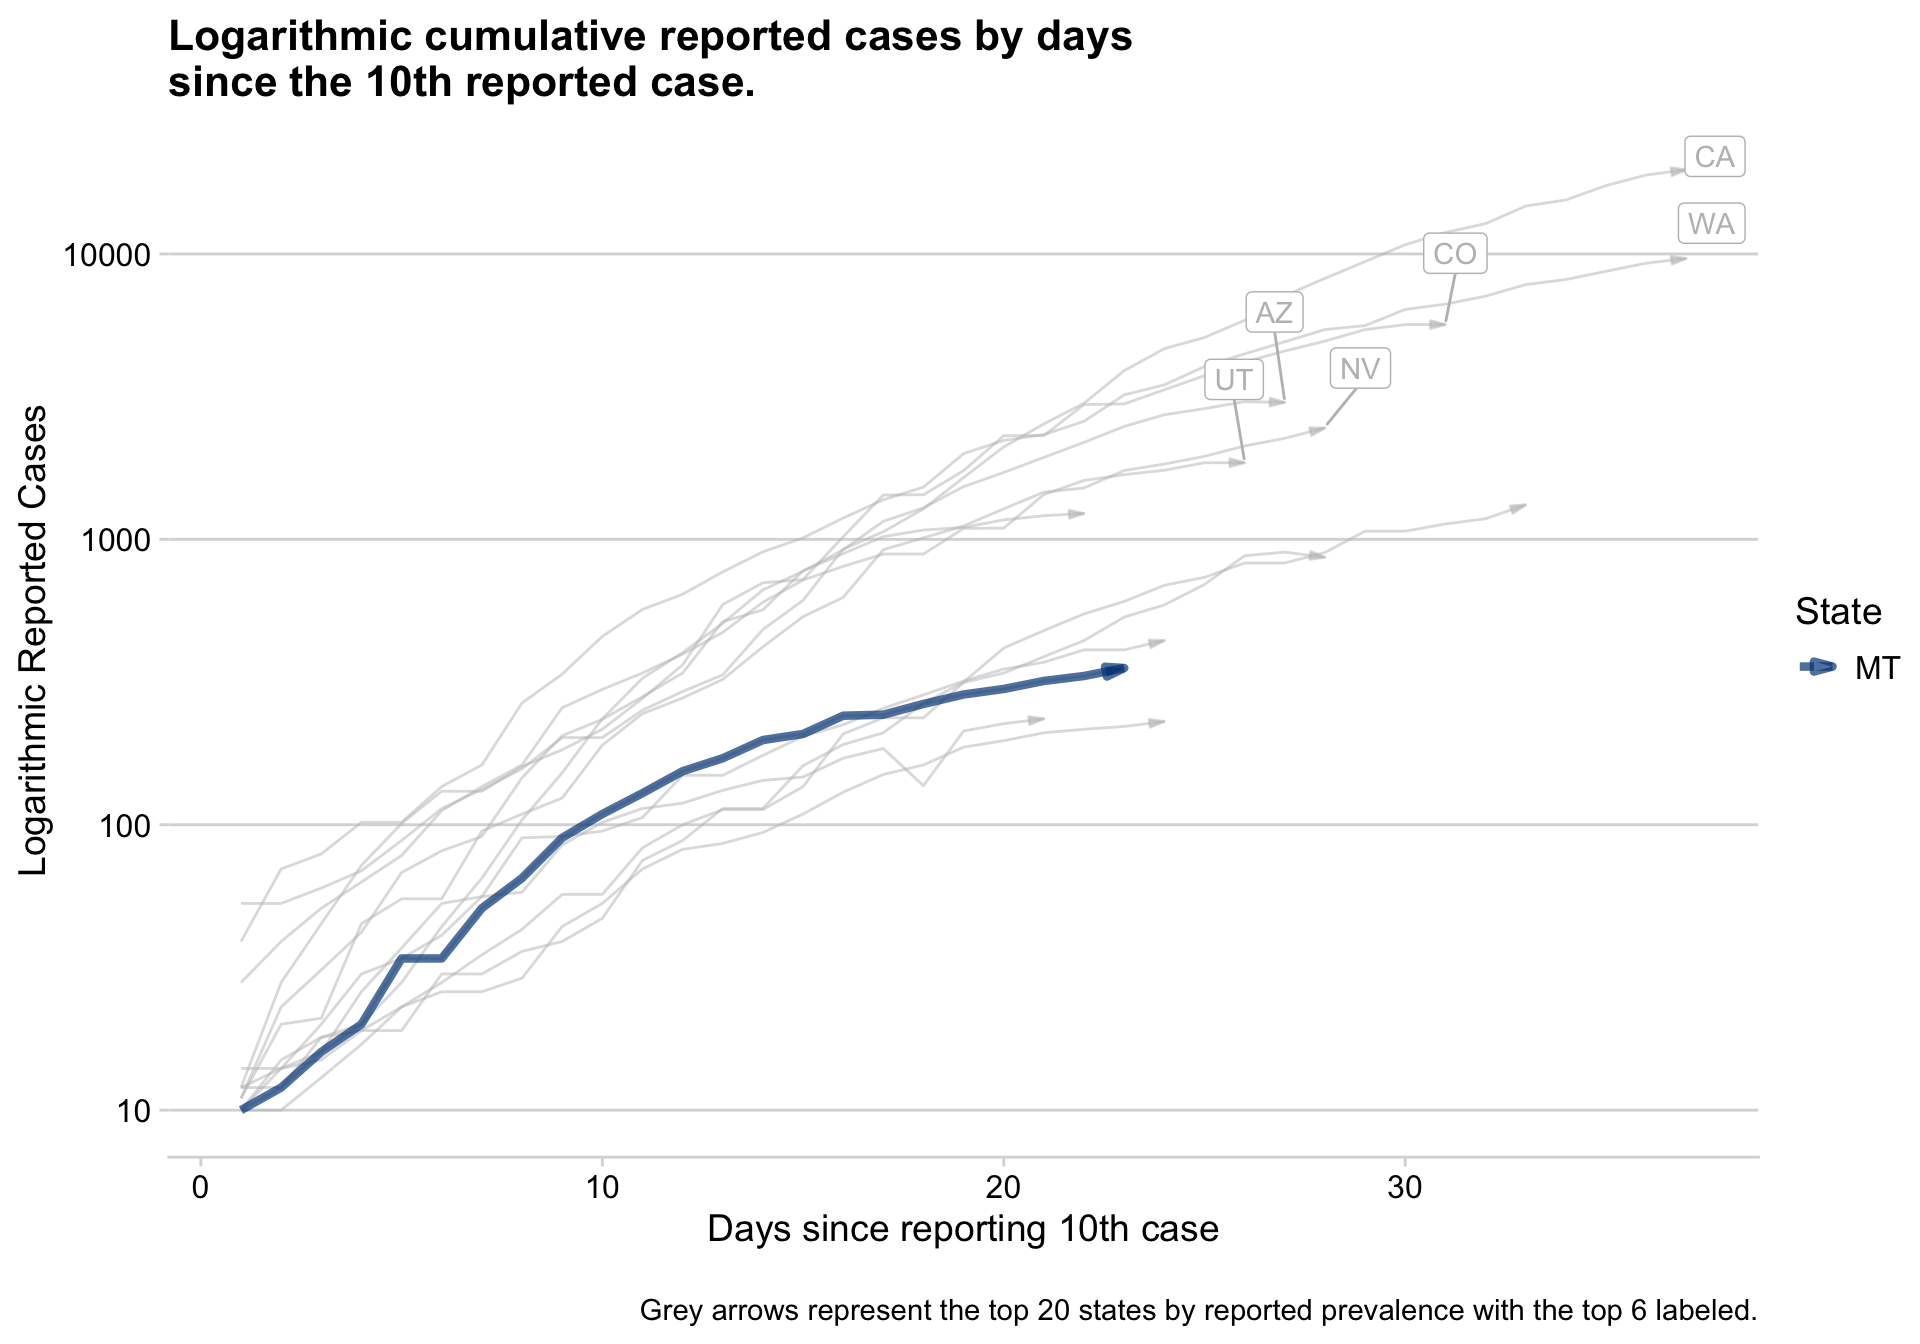 Logarithmic cumulative reported cases by days
since the 10th reported case.
CA
WA
10000
CO
AZ
NV
UT
1000
100
10
Logarithmic Reported Cases
State
MT
0 10 20 30
Days since reporting 10th case
Grey arrows represent the top 20 states by reported prevalence with the top 6 labeled.